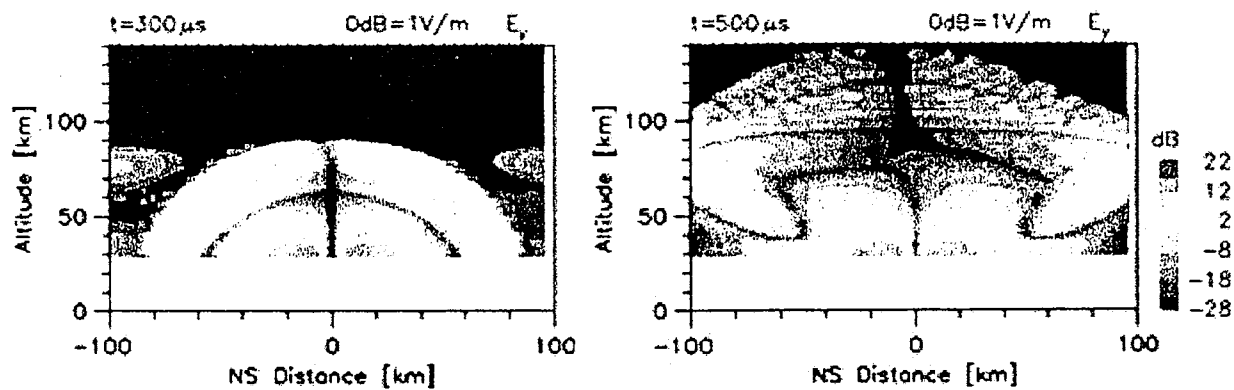 t=300μs 0dB=1V/m Ey
Altitude [km]
100
50
0
-100 0 100
NS Distance [km]
t=500μs 0dB=1V/m Ey
Altitude [km]
100
50
0
-100 0 100
NS Distance [km]
dB
22
12
2
-8
-18
-28